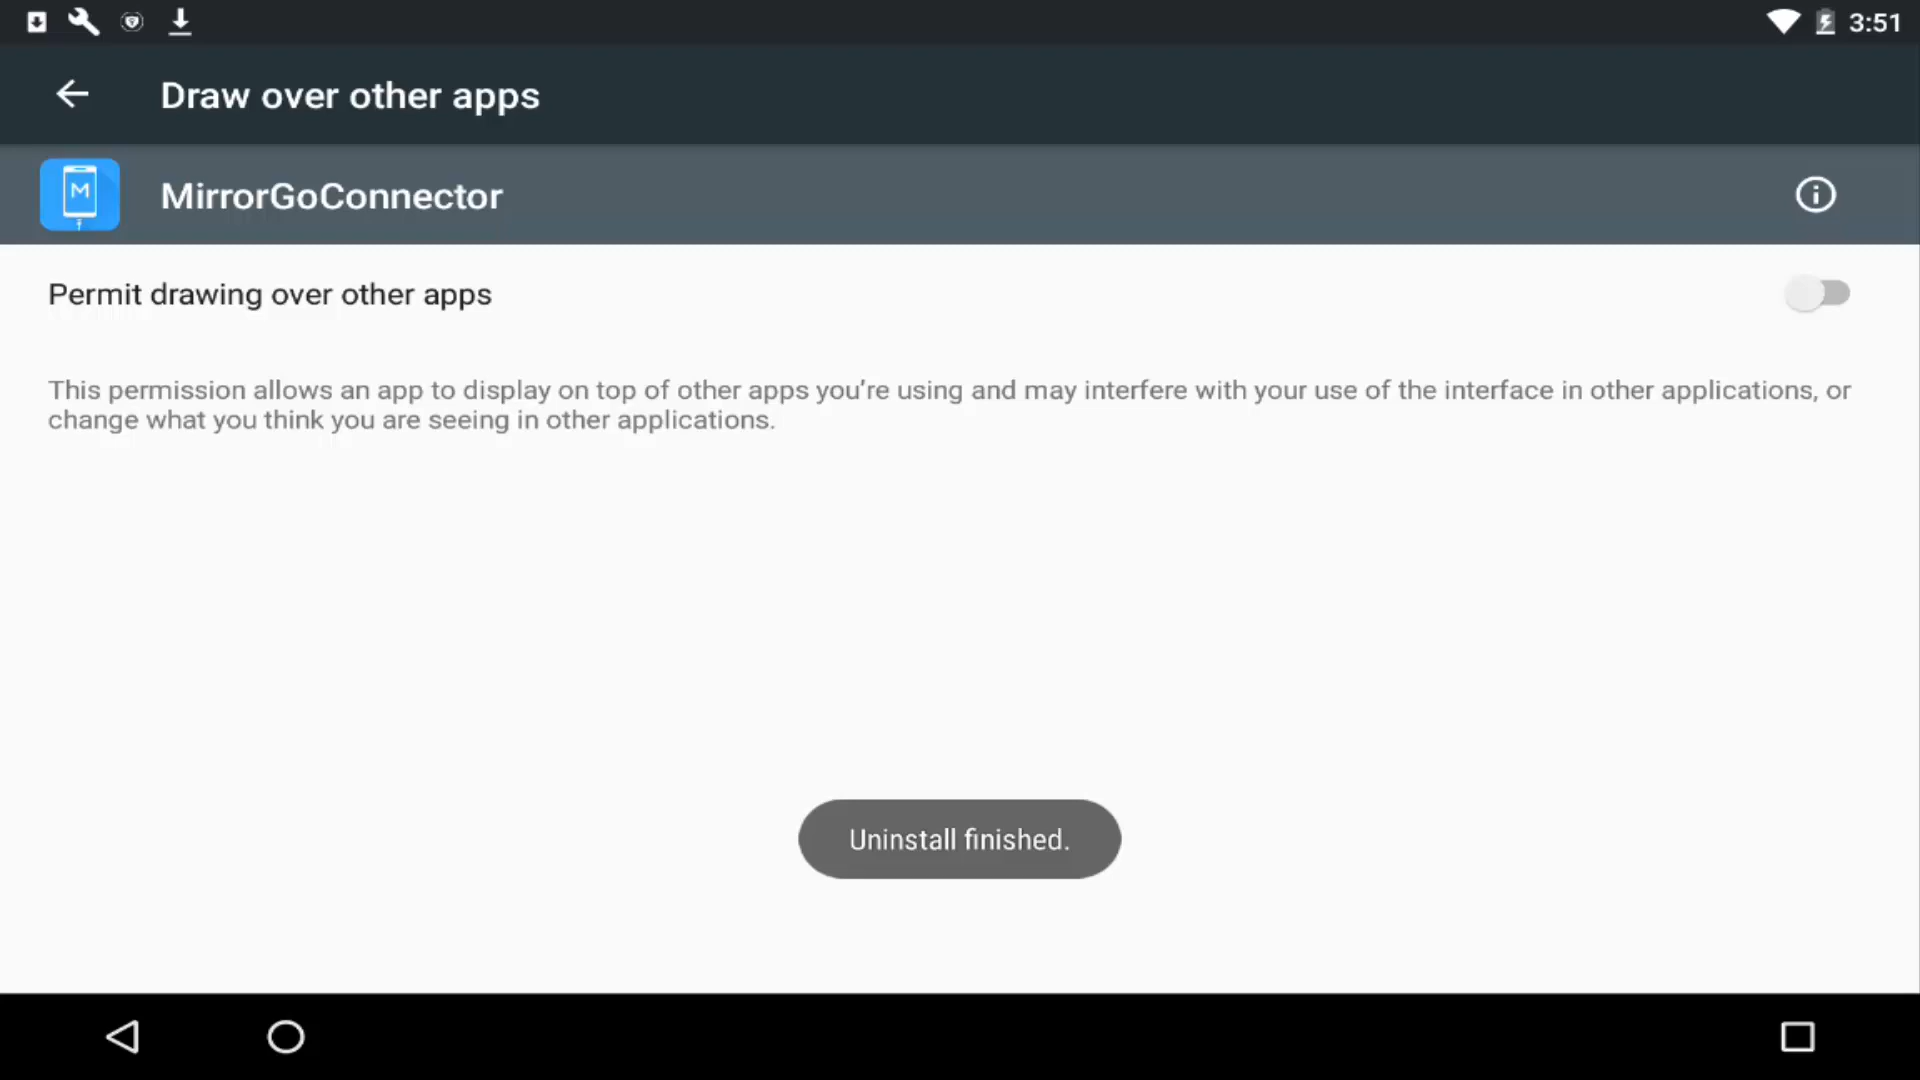 3:51
Draw over other apps
M
MirrorGoConnector
Permit drawing over other apps
This permission allows an app to display on top of other apps you’re using and may interfere with your use of the interface in other applications, or
change what you think you are seeing in other applications.
Uninstall finished.